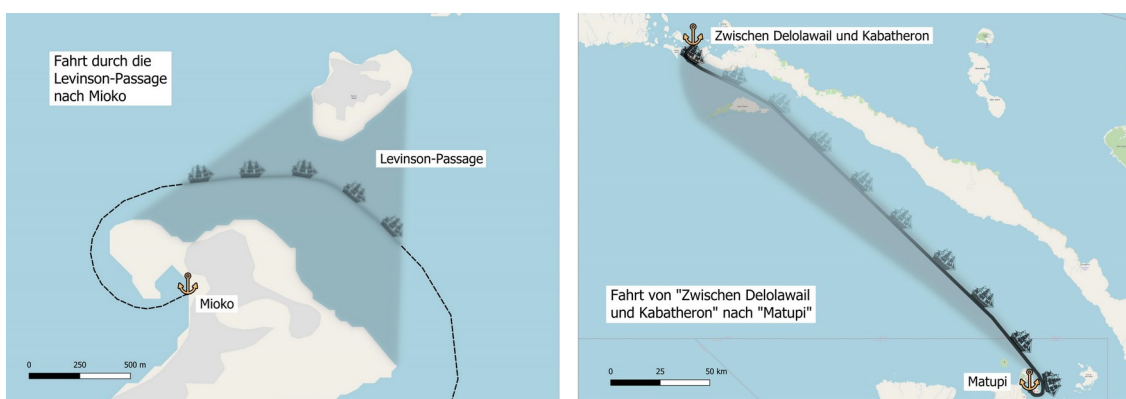 Fahrt durch die
Levinson-Passage
nach Mioko
Levinson-Passage
Mioko
0 250 500 m
Zwischen Delolawail und Kabatheron
Fahrt von "Zwischen Delolawail
und Kabatheron" nach "Matupi"
Matupi
0 25 50 km